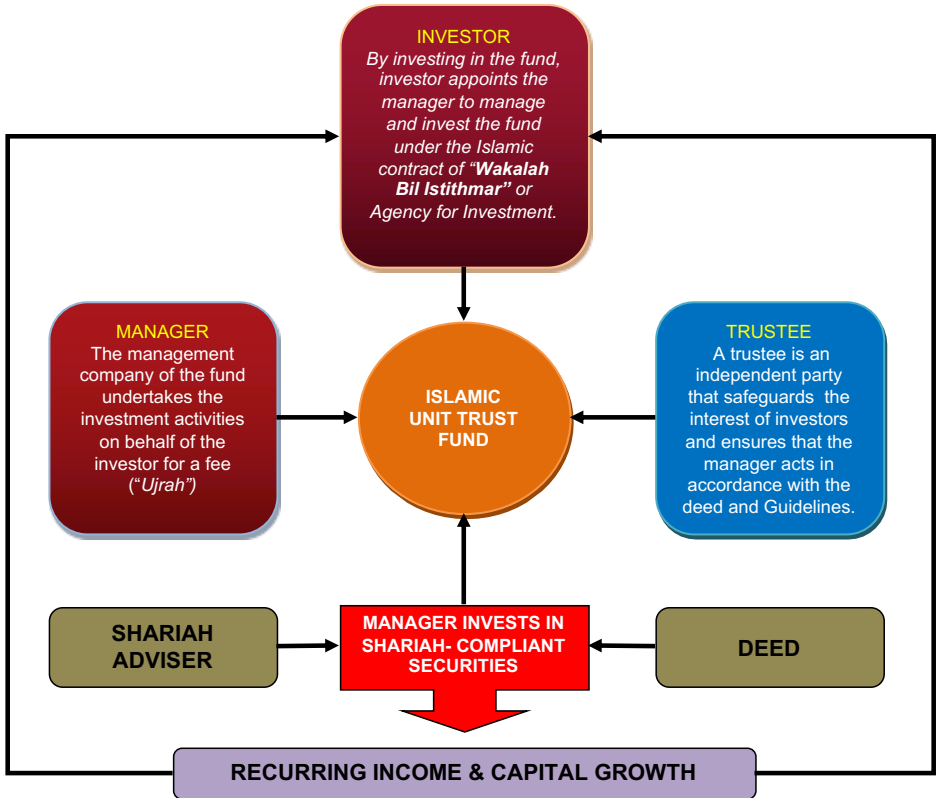 INVESTOR
By investing in the fund,
investor appoints the
manager to manage
and invest the fund
under the Islamic
contract of “Wakalah
Bil Istithmar” or
Agency for Investment.
MANAGER
The management
company of the fund
undertakes the
investment activities
on behalf of the
investor for a fee
(“Ujrah”)
ISLAMIC
UNIT TRUST
FUND
TRUSTEE
A trustee is an
independent party
that safeguards the
interest of investors
and ensures that the
manager acts in
accordance with the
deed and Guidelines.
SHARIAH
ADVISER
MANAGER INVESTS IN
SHARIAH- COMPLIANT
SECURITIES
DEED
RECURRING INCOME & CAPITAL GROWTH